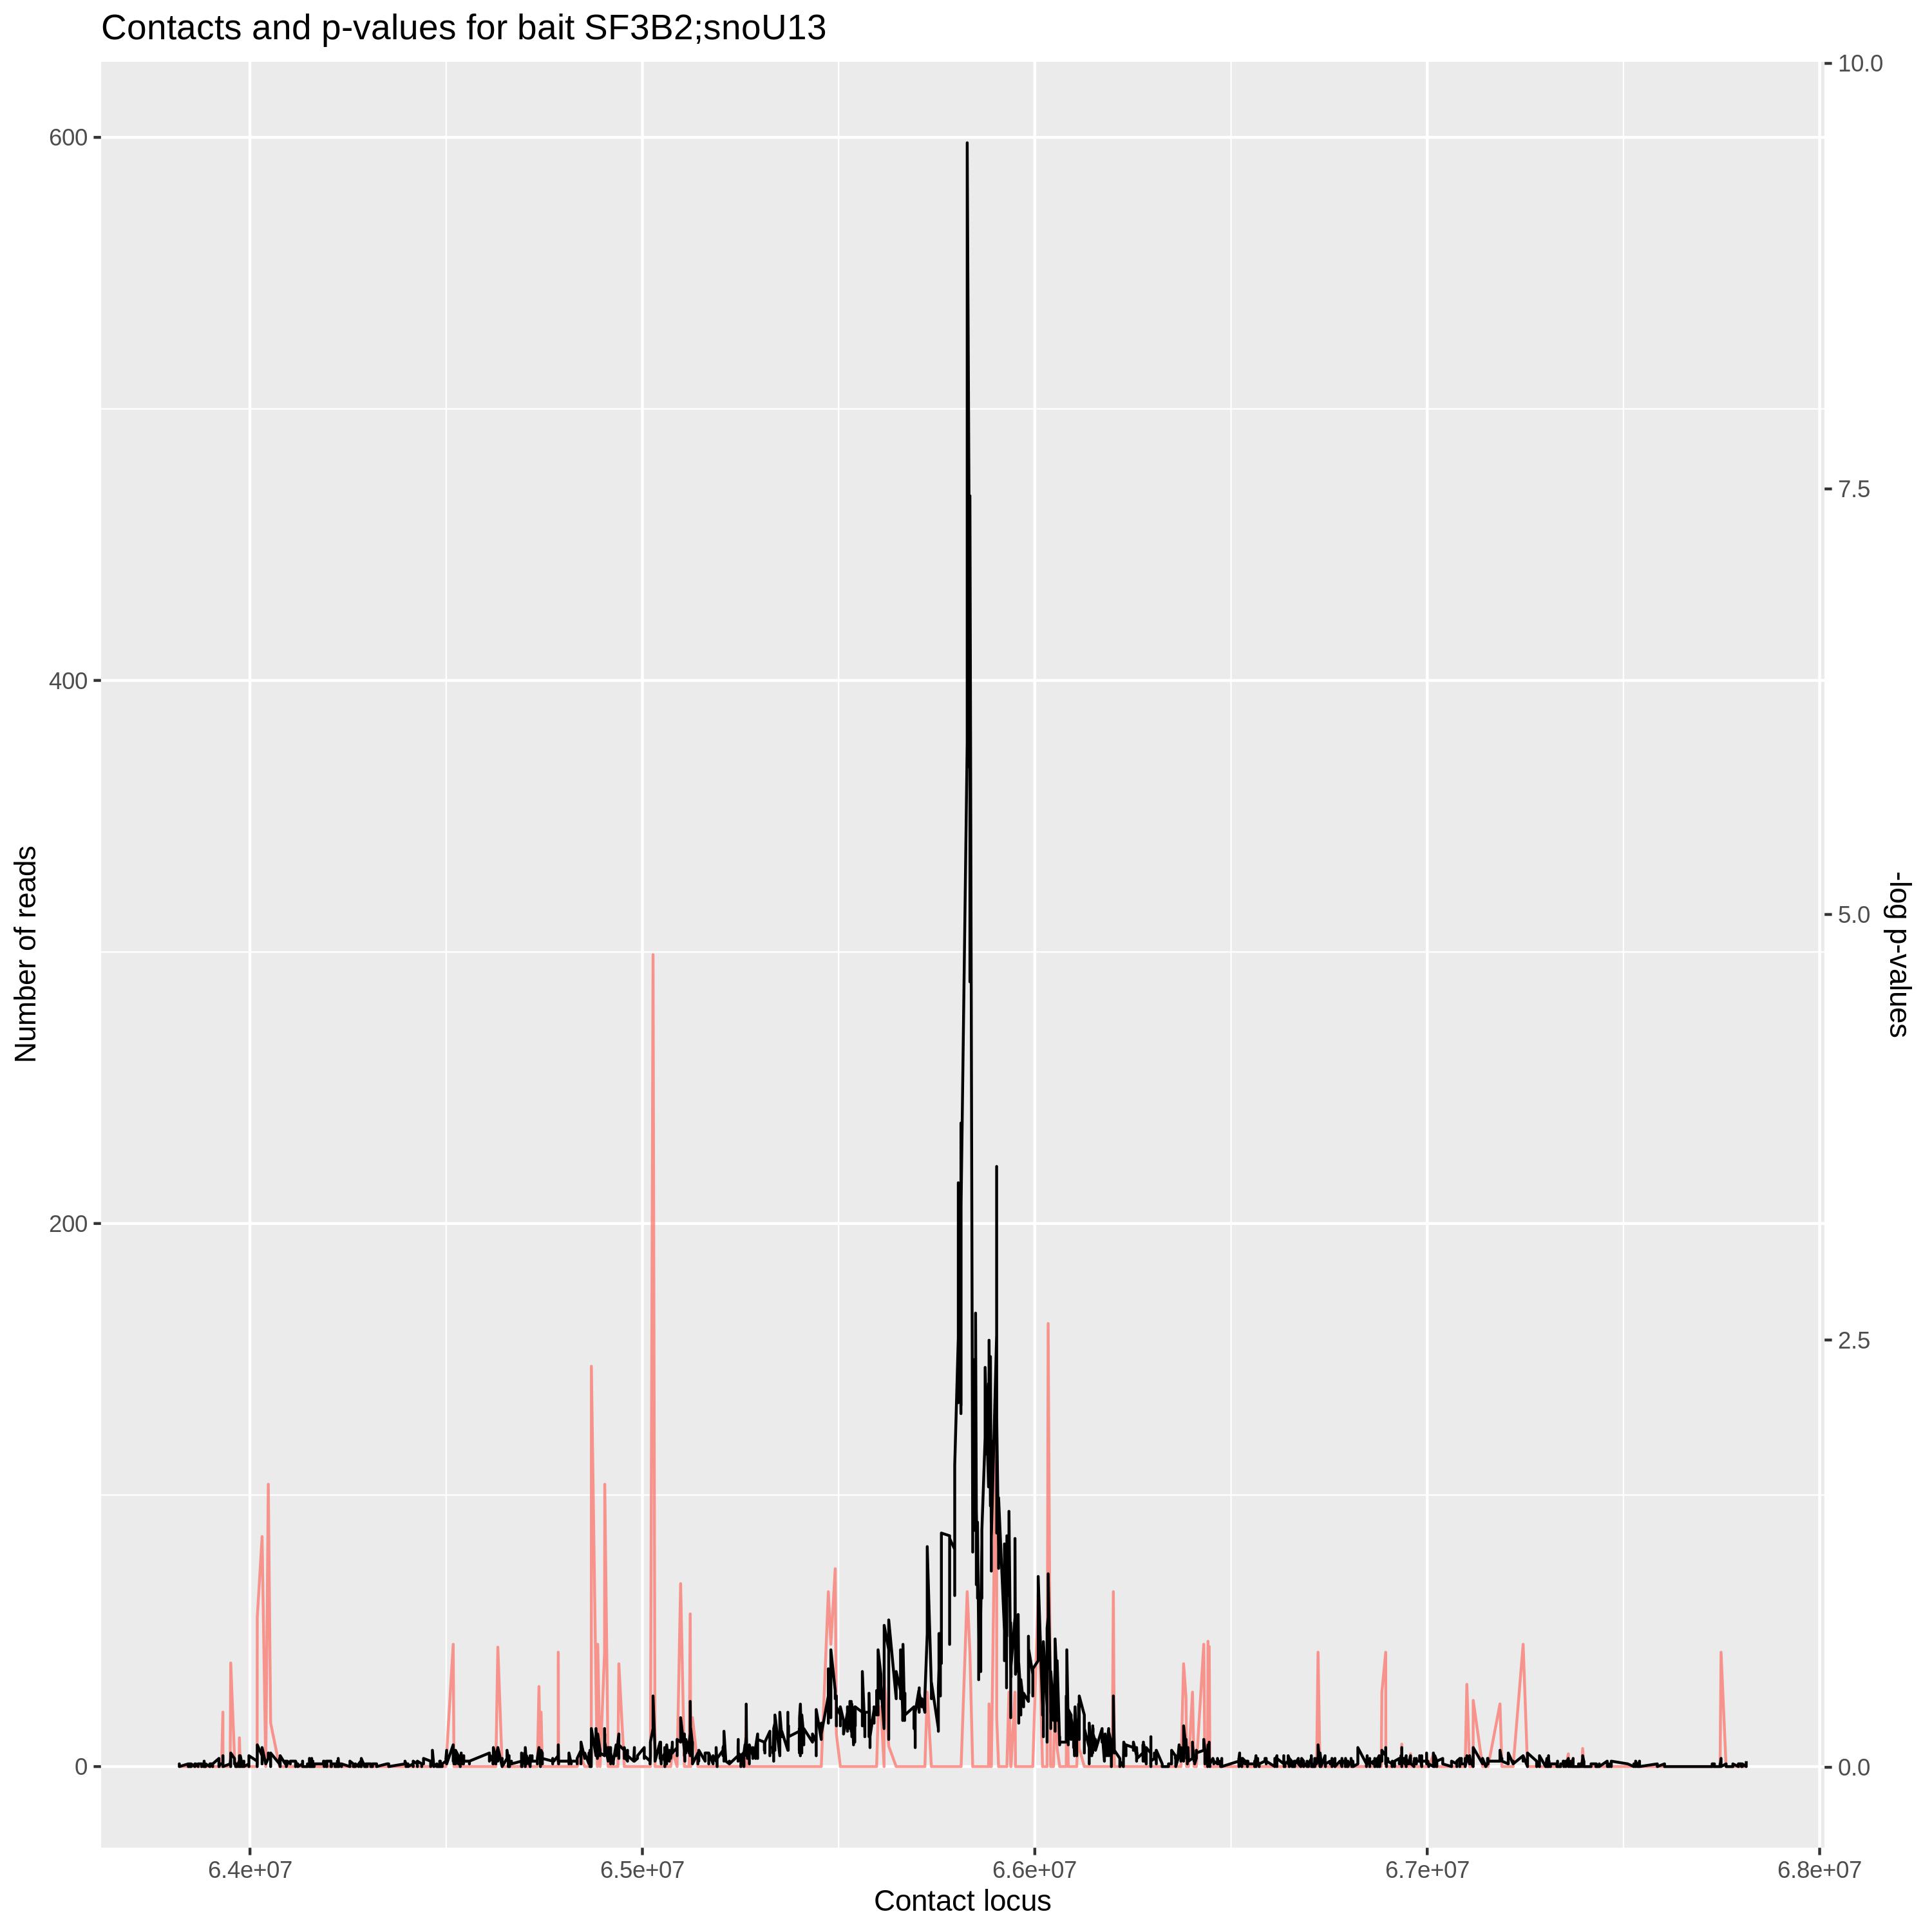 Contacts and p-values for bait SF3B2;snoU13
10.0
600
7.5
400
5.0
Number of reads
-log p-values
2.5
200
0
0.0
6.4e+07
6.5e+07
6.6e+07
6.7e+07
6.8e+07
Contact locus